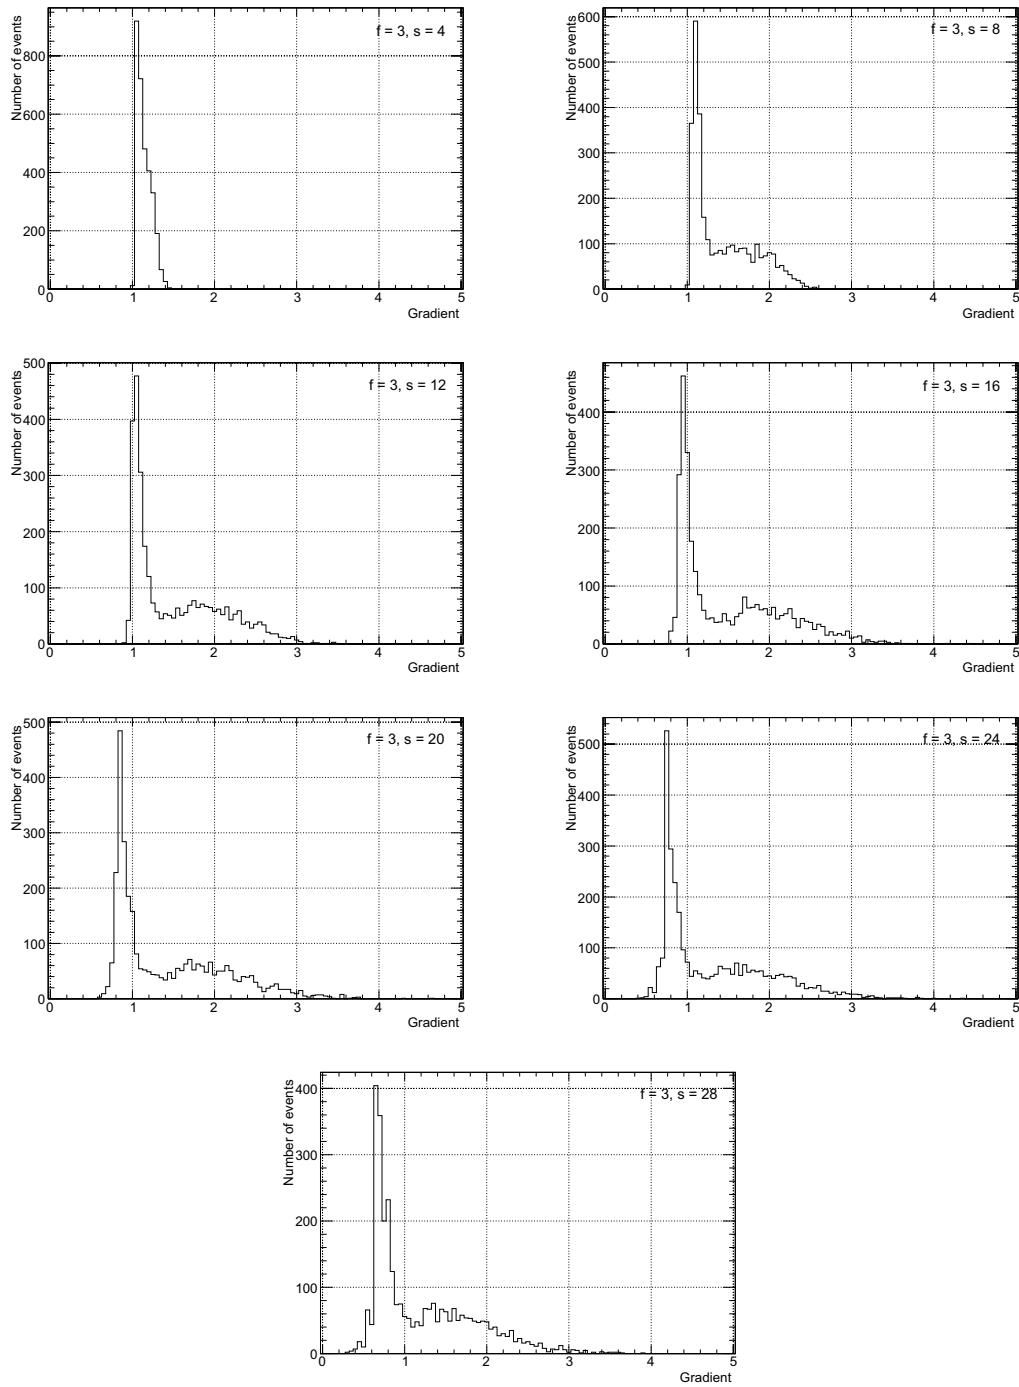 f = 3, s = 4
Number of events
800
600
400
200
0
0 1 2 3 4 5
Gradient
f = 3, s = 8
Number of events
600
500
400
300
200
100
0
0 1 2 3 4 5
Gradient
f = 3, s = 12
Number of events
500
400
300
200
100
0
0 1 2 3 4 5
Gradient
f = 3, s = 16
Number of events
400
300
200
100
0
0 1 2 3 4 5
Gradient
f = 3, s = 20
Number of events
500
400
300
200
100
0
0 1 2 3 4 5
Gradient
f = 3, s = 24
Number of events
500
400
300
200
100
0
0 1 2 3 4 5
Gradient
f = 3, s = 28
Number of events
400
300
200
100
0
0 1 2 3 4 5
Gradient